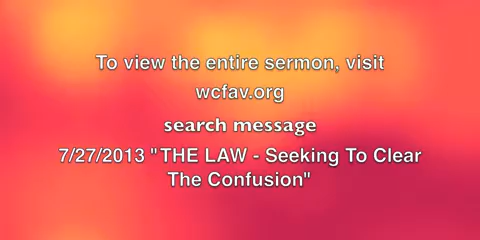 To view the entire sermon, visit
wcfav.org
search message
7/27/2013 "THE LAW - Seeking To Clear
The Confusion"